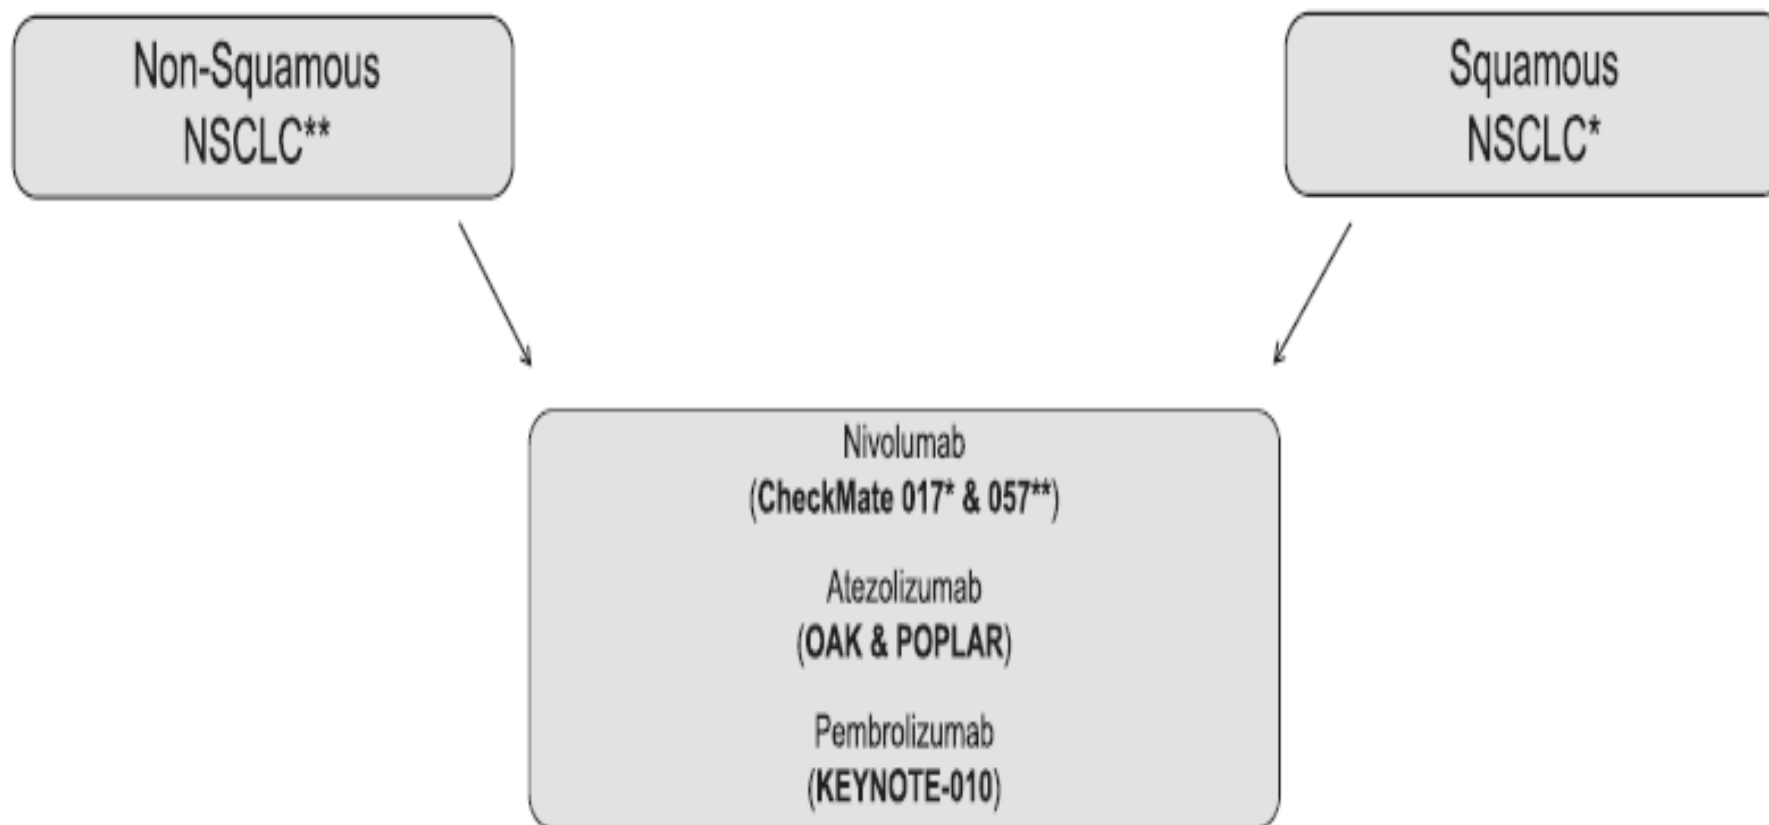 Non-Squamous
NSCLC**
Squamous
NSCLC*
Nivolumab
(CheckMate 017* & 057**)
Atezolizumab
(OAK & POPLAR)
Pembrolizumab
(KEYNOTE-010)